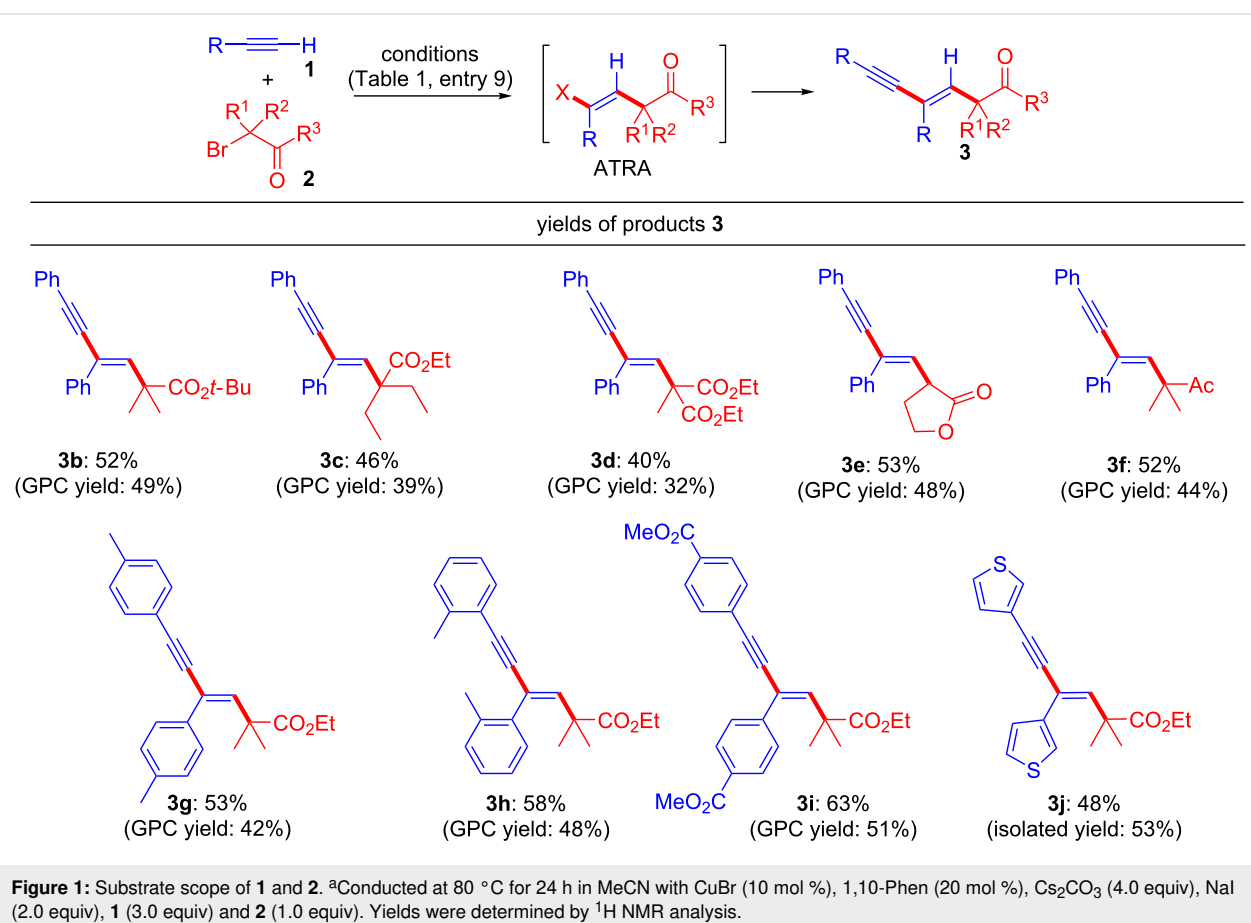 R H
1
+
R1 R2
Br R3
O 2
conditions
(Table 1, entry 9)
H O
X R3
R R1 R2
ATRA
R H O
R3
R R1 R2
3
yields of products 3
Ph
Ph CO2t-Bu
3b: 52%
(GPC yield: 49%)
Ph
CO2Et
Ph
3c: 46%
(GPC yield: 39%)
Ph
Ph CO2Et
CO2Et
3d: 40%
(GPC yield: 32%)
Ph
Ph O
O
3e: 53%
(GPC yield: 48%)
Ph
Ph Ac
3f: 52%
(GPC yield: 44%)
CO2Et
3g: 53%
(GPC yield: 42%)
CO2Et
3h: 58%
(GPC yield: 48%)
MeO2C
CO2Et
MeO2C
3i: 63%
(GPC yield: 51%)
S
CO2Et
S
3j: 48%
(isolated yield: 53%)
Figure 1: Substrate scope of 1 and 2. aConducted at 80 °C for 24 h in MeCN with CuBr (10 mol %), 1,10-Phen (20 mol %), Cs2CO3 (4.0 equiv), NaI
(2.0 equiv), 1 (3.0 equiv) and 2 (1.0 equiv). Yields were determined by 1H NMR analysis.